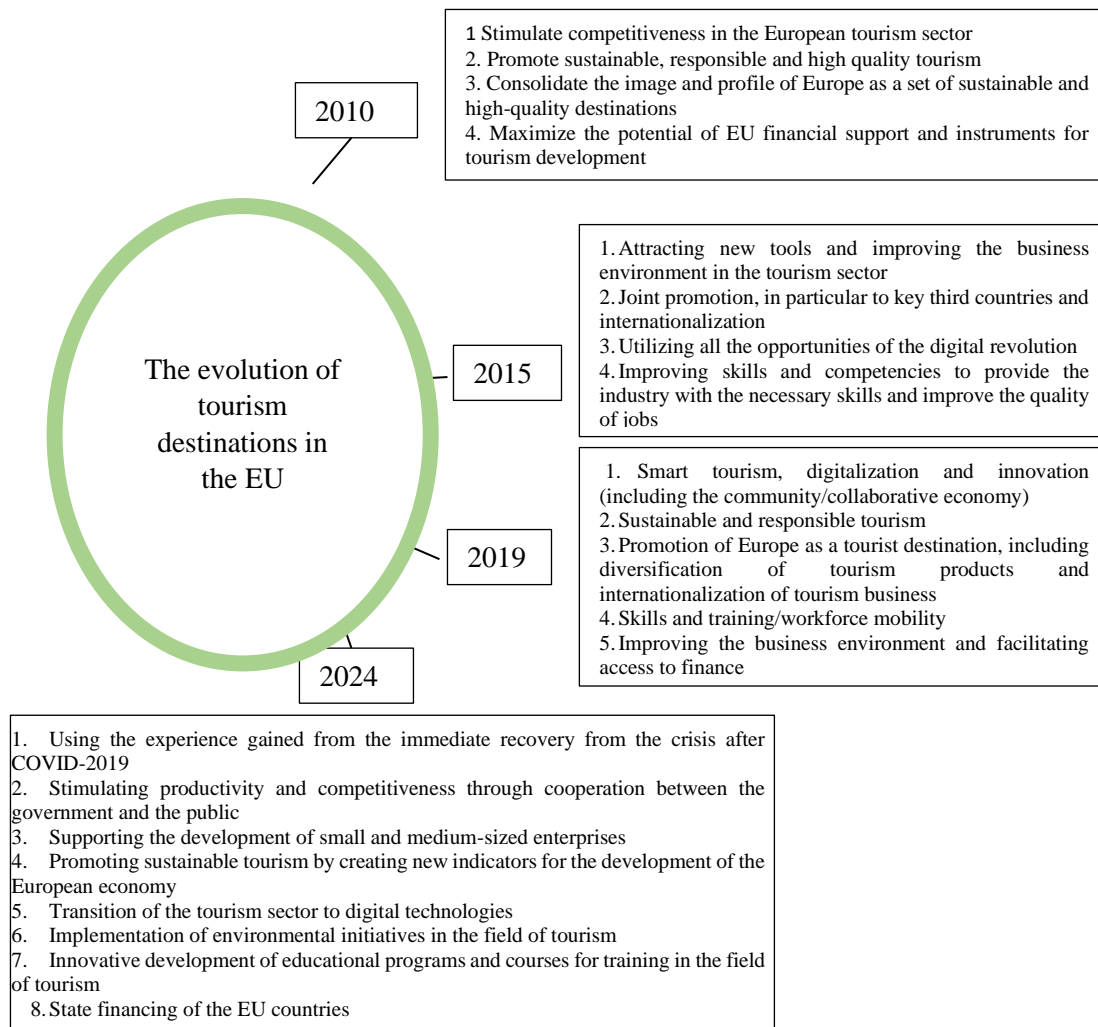 1 Stimulate competitiveness in the European tourism sector
2. Promote sustainable, responsible and high quality tourism
3. Consolidate the image and profile of Europe as a set of sustainable and
high-quality destinations
4. Maximize the potential of EU financial support and instruments for
tourism development
2010
1. Attracting new tools and improving the business
environment in the tourism sector
2. Joint promotion, in particular to key third countries and
internationalization
3. Utilizing all the opportunities of the digital revolution
4. Improving skills and competencies to provide the
industry with the necessary skills and improve the quality
of jobs
2015
The evolution of
tourism
destinations in
the EU
1. Smart tourism, digitalization and innovation
(including the community/collaborative economy)
2. Sustainable and responsible tourism
3. Promotion of Europe as a tourist destination, including
diversification of tourism products and
internationalization of tourism business
4. Skills and training/workforce mobility
5. Improving the business environment and facilitating
access to finance
2019
2024
1. Using the experience gained from the immediate recovery from the crisis after
COVID-2019
2. Stimulating productivity and competitiveness through cooperation between the
government and the public
3. Supporting the development of small and medium-sized enterprises
4. Promoting sustainable tourism by creating new indicators for the development of the
European economy
5. Transition of the tourism sector to digital technologies
6. Implementation of environmental initiatives in the field of tourism
7. Innovative development of educational programs and courses for training in the field
of tourism
8. State financing of the EU countries